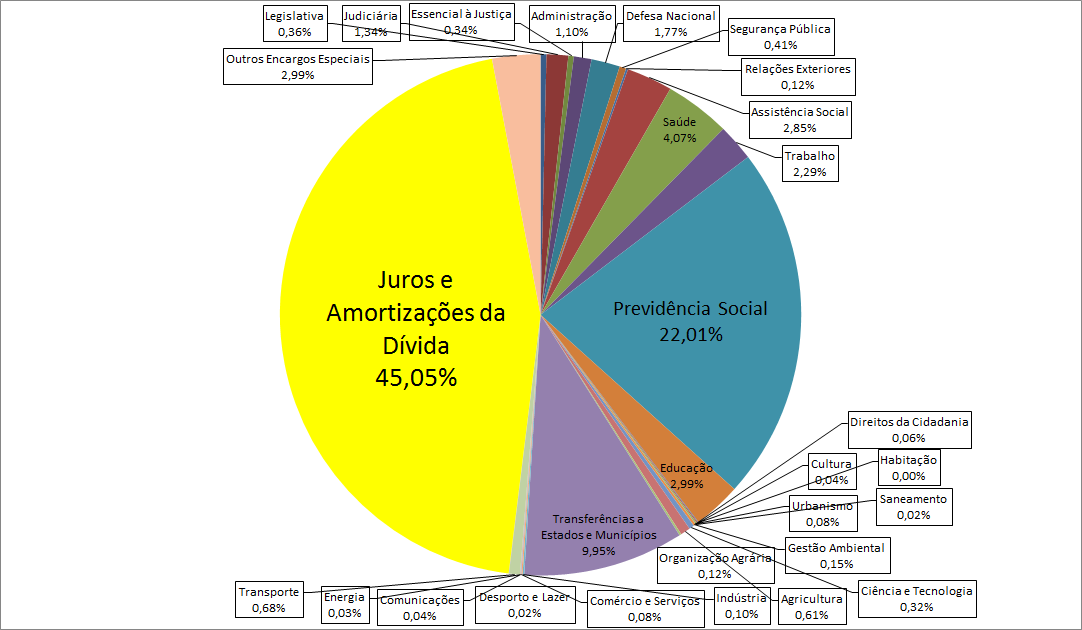 Legislativa
0,36%
Judiciária
1,34%
Essencial à Justiça
0,34%
Administração
1,10%
Defesa Nacional
1,77%
Segurança Pública
0,41%
Outros Encargos Especiais
2,99%
Relações Exteriores
0,12%
Assistência Social
2,85%
Saúde
4,07%
Trabalho
2,29%
Juros e
Amortizações da
Dívida
45,05%
Previdência Social
22,01%
Direitos da Cidadania
0,06%
Cultura
0,04%
Habitação
0,00%
Educação
2,99%
Urbanismo
0,08%
Saneamento
0,02%
Transferências a
Estados e Municípios
9,95%
Gestão Ambiental
0,15%
Organização Agrária
0,12%
Ciência e Tecnologia
0,32%
Transporte
0,68%
Energia
0,03%
Comunicações
0,04%
Desporto e Lazer
0,02%
Comércio e Serviços
0,08%
Indústria
0,10%
Agricultura
0,61%